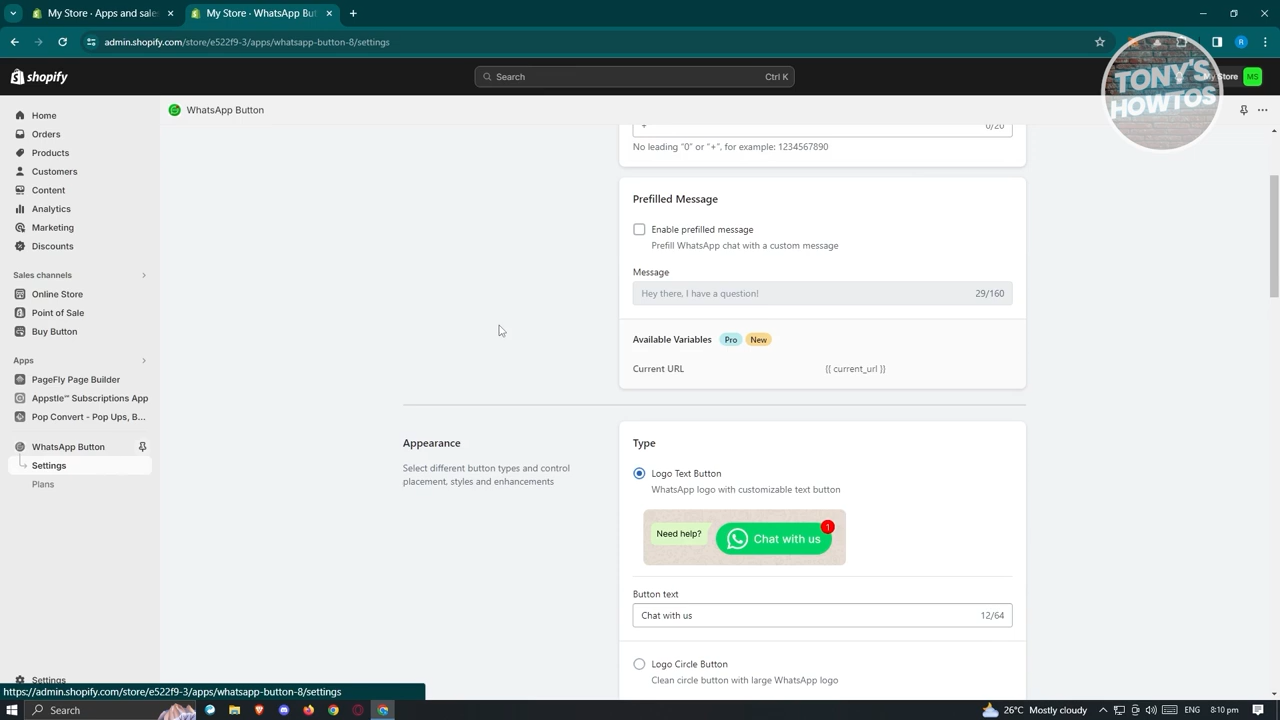 My Store · Apps and sales
My Store · WhatsApp But
admin.shopify.com/store/e522f9-3/apps/whatsapp-button-8/settings
R
shopify
Search
Ctrl K
My Store
MS
TONY'S
HOWTOS
Home
Orders
Products
Customers
Content
Analytics
Marketing
Discounts
Sales channels
Online Store
Point of Sale
Buy Button
Apps
PageFly Page Builder
Appstle℠ Subscriptions App
Pop Convert - Pop Ups, B...
WhatsApp Button
Settings
Plans
Settings
WhatsApp Button
+
0/20
No leading "0" or "+", for example: 1234567890
Prefilled Message
Enable prefilled message
Prefill WhatsApp chat with a custom message
Message
Hey there, I have a question!
29/160
Available Variables Pro New
Current URL
{{ current_url }}
Appearance
Select different button types and control
placement, styles and enhancements
Type
Logo Text Button
WhatsApp logo with customizable text button
Need help?
Chat with us
1
Button text
Chat with us
12/64
Logo Circle Button
Clean circle button with large WhatsApp logo
https://admin.shopify.com/store/e522f9-3/apps/whatsapp-button-8/settings
Search
26°C Mostly cloudy
ENG
8:10 pm